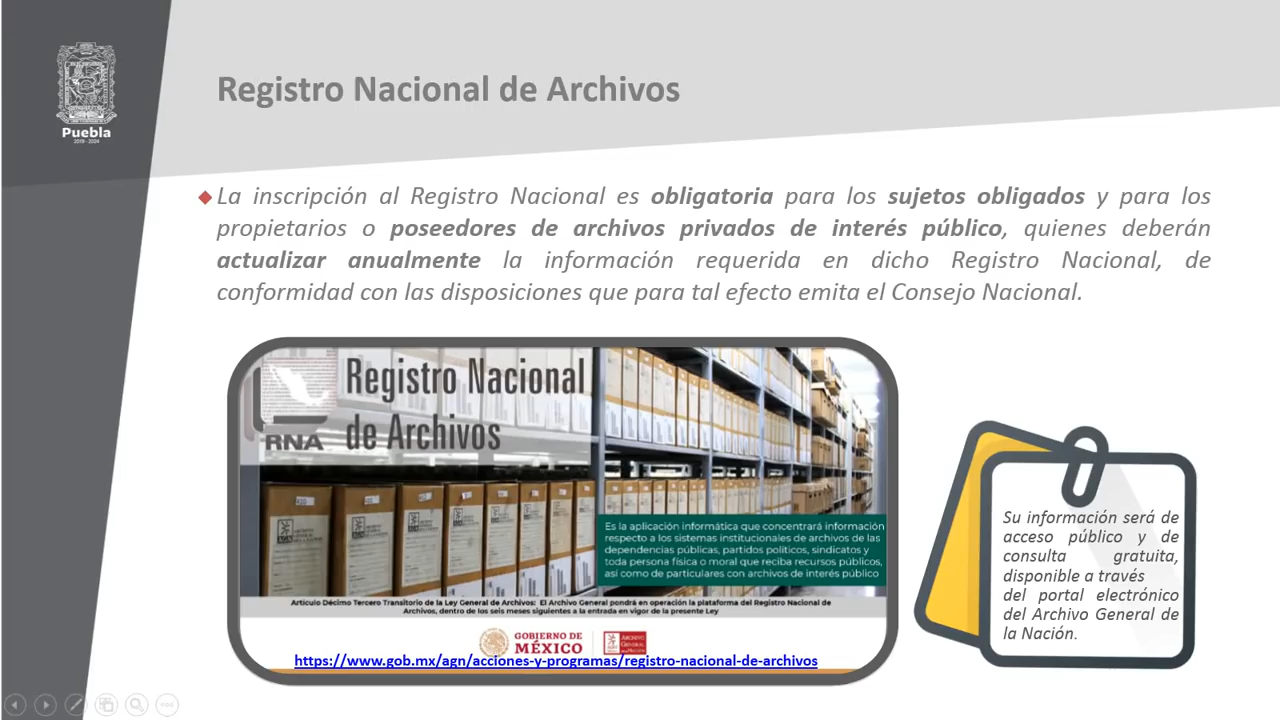 Puebla
2019 - 2024
Registro Nacional de Archivos
La inscripción al Registro Nacional es obligatoria para los sujetos obligados y para los
propietarios o poseedores de archivos privados de interés público, quienes deberán
actualizar anualmente la información requerida en dicho Registro Nacional, de
conformidad con las disposiciones que para tal efecto emita el Consejo Nacional.
RNA
Registro Nacional
de Archivos
Es la aplicación informática que concentrará información
respecto a los sistemas institucionales de archivos de las
dependencias públicas, partidos políticos, sindicatos y
toda persona física o moral que reciba recursos públicos,
así como de particulares con archivos de interés público
Artículo Décimo Tercero Transitorio de la Ley General de Archivos: El Archivo General pondrá en operación la plataforma del Registro Nacional de
Archivos, dentro de los seis meses siguientes a la entrada en vigor de la presente Ley
GOBIERNO DE
MÉXICO
ARCHIVO
GENERAL
https://www.gob.mx/agn/acciones-y-programas/registro-nacional-de-archivos
Su información será de
acceso público y de
consulta gratuita,
disponible a través
del portal electrónico
del Archivo General de
la Nación.